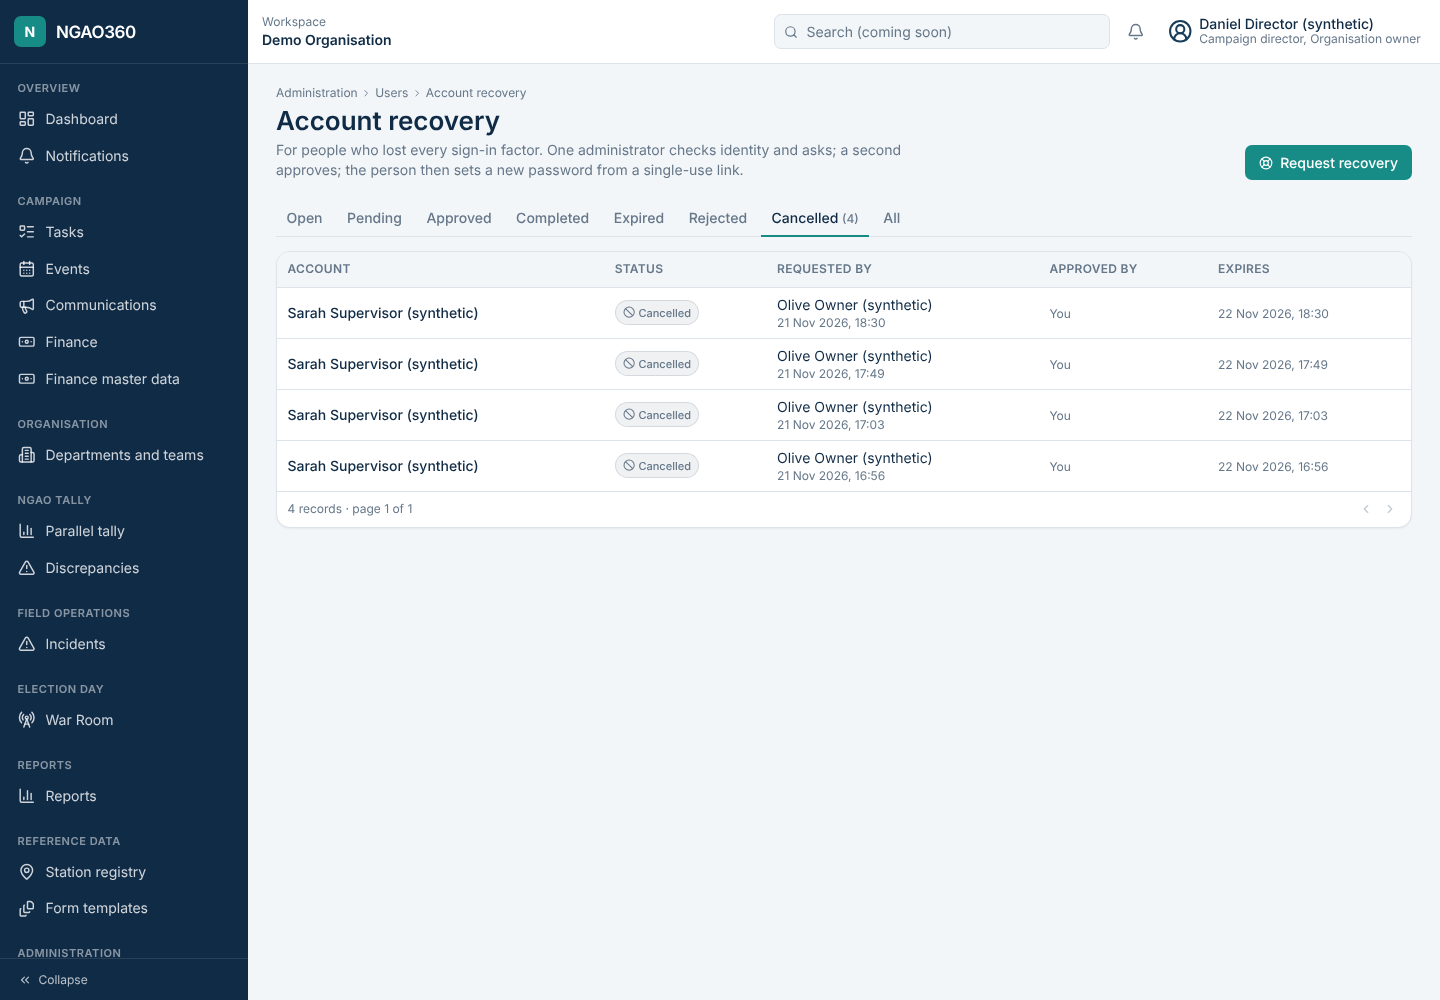 N NGAO360
Workspace
Demo Organisation
Search (coming soon)
Daniel Director (synthetic)
Campaign director, Organisation owner
OVERVIEW
Dashboard
Notifications
CAMPAIGN
Tasks
Events
Communications
Finance
Finance master data
ORGANISATION
Departments and teams
NGAO TALLY
Parallel tally
Discrepancies
FIELD OPERATIONS
Incidents
ELECTION DAY
War Room
REPORTS
Reports
REFERENCE DATA
Station registry
Form templates
ADMINISTRATION
Collapse
Administration › Users › Account recovery
Account recovery
For people who lost every sign-in factor. One administrator checks identity and asks; a second
approves; the person then sets a new password from a single-use link.
Request recovery
Open Pending Approved Completed Expired Rejected Cancelled (4) All
ACCOUNT STATUS REQUESTED BY APPROVED BY EXPIRES
Sarah Supervisor (synthetic) Cancelled Olive Owner (synthetic) You 22 Nov 2026, 18:30
21 Nov 2026, 18:30
Sarah Supervisor (synthetic) Cancelled Olive Owner (synthetic) You 22 Nov 2026, 17:49
21 Nov 2026, 17:49
Sarah Supervisor (synthetic) Cancelled Olive Owner (synthetic) You 22 Nov 2026, 17:03
21 Nov 2026, 17:03
Sarah Supervisor (synthetic) Cancelled Olive Owner (synthetic) You 22 Nov 2026, 16:56
21 Nov 2026, 16:56
4 records · page 1 of 1